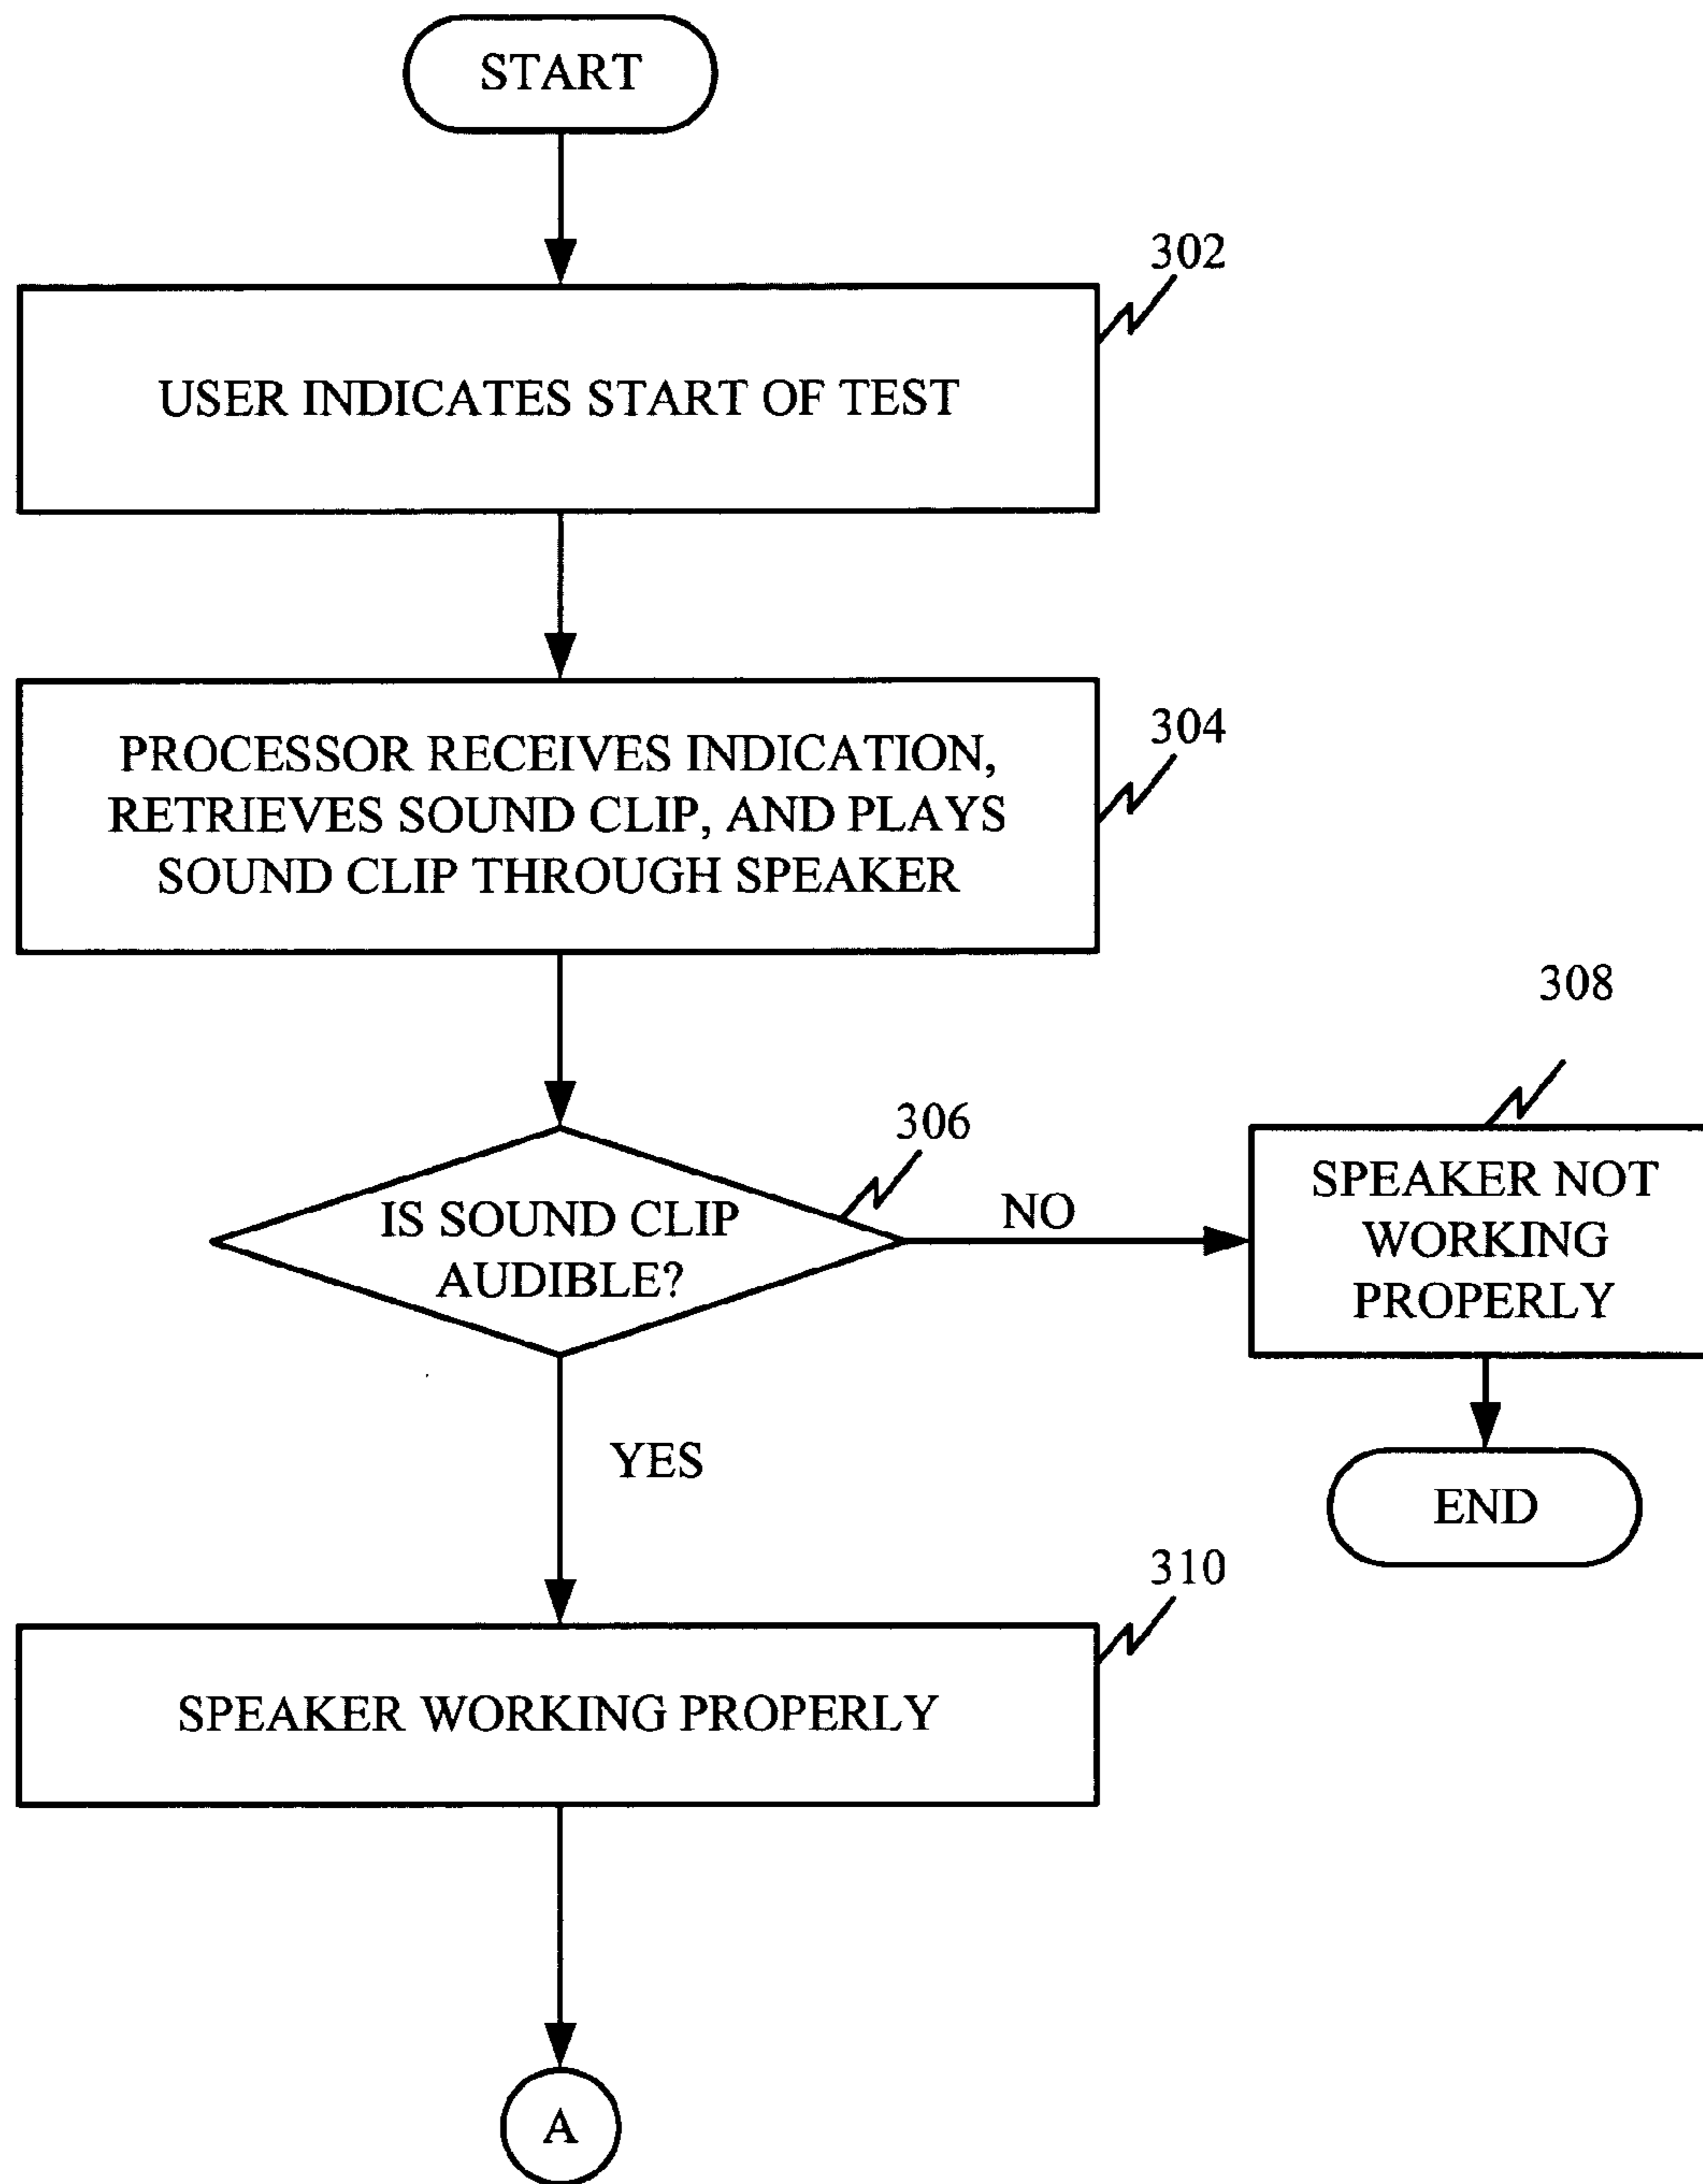 START
302
USER INDICATES START OF TEST
304
PROCESSOR RECEIVES INDICATION,
RETRIEVES SOUND CLIP, AND PLAYS
SOUND CLIP THROUGH SPEAKER
306
IS SOUND CLIP
AUDIBLE?
NO
308
SPEAKER NOT
WORKING
PROPERLY
END
YES
310
SPEAKER WORKING PROPERLY
A